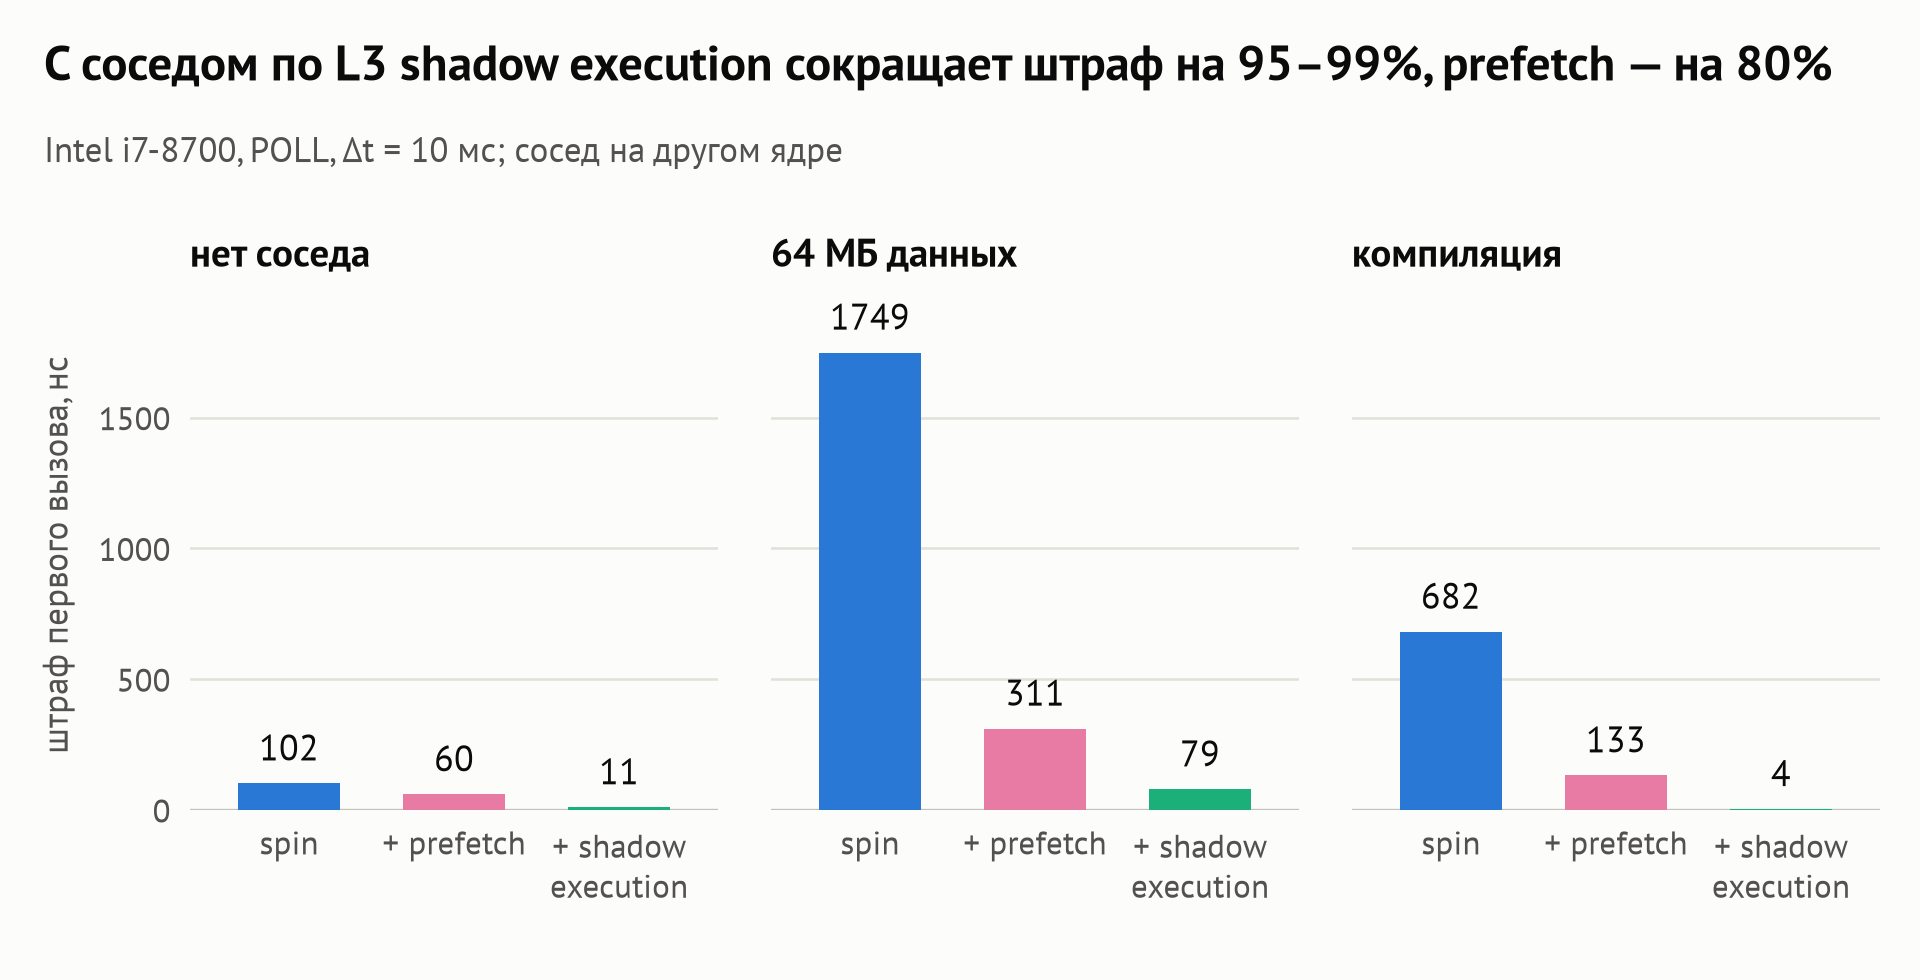 С соседом по L3 shadow execution сокращает штраф на 95–99%, prefetch — на 80%
Intel i7-8700, POLL, Δt = 10 мс; сосед на другом ядре
нет соседа
64 МБ данных
компиляция
штраф первого вызова, нс
1500
1000
500
0
102
60
11
1749
311
79
682
133
4
spin
+ prefetch
+ shadow
execution
spin
+ prefetch
+ shadow
execution
spin
+ prefetch
+ shadow
execution